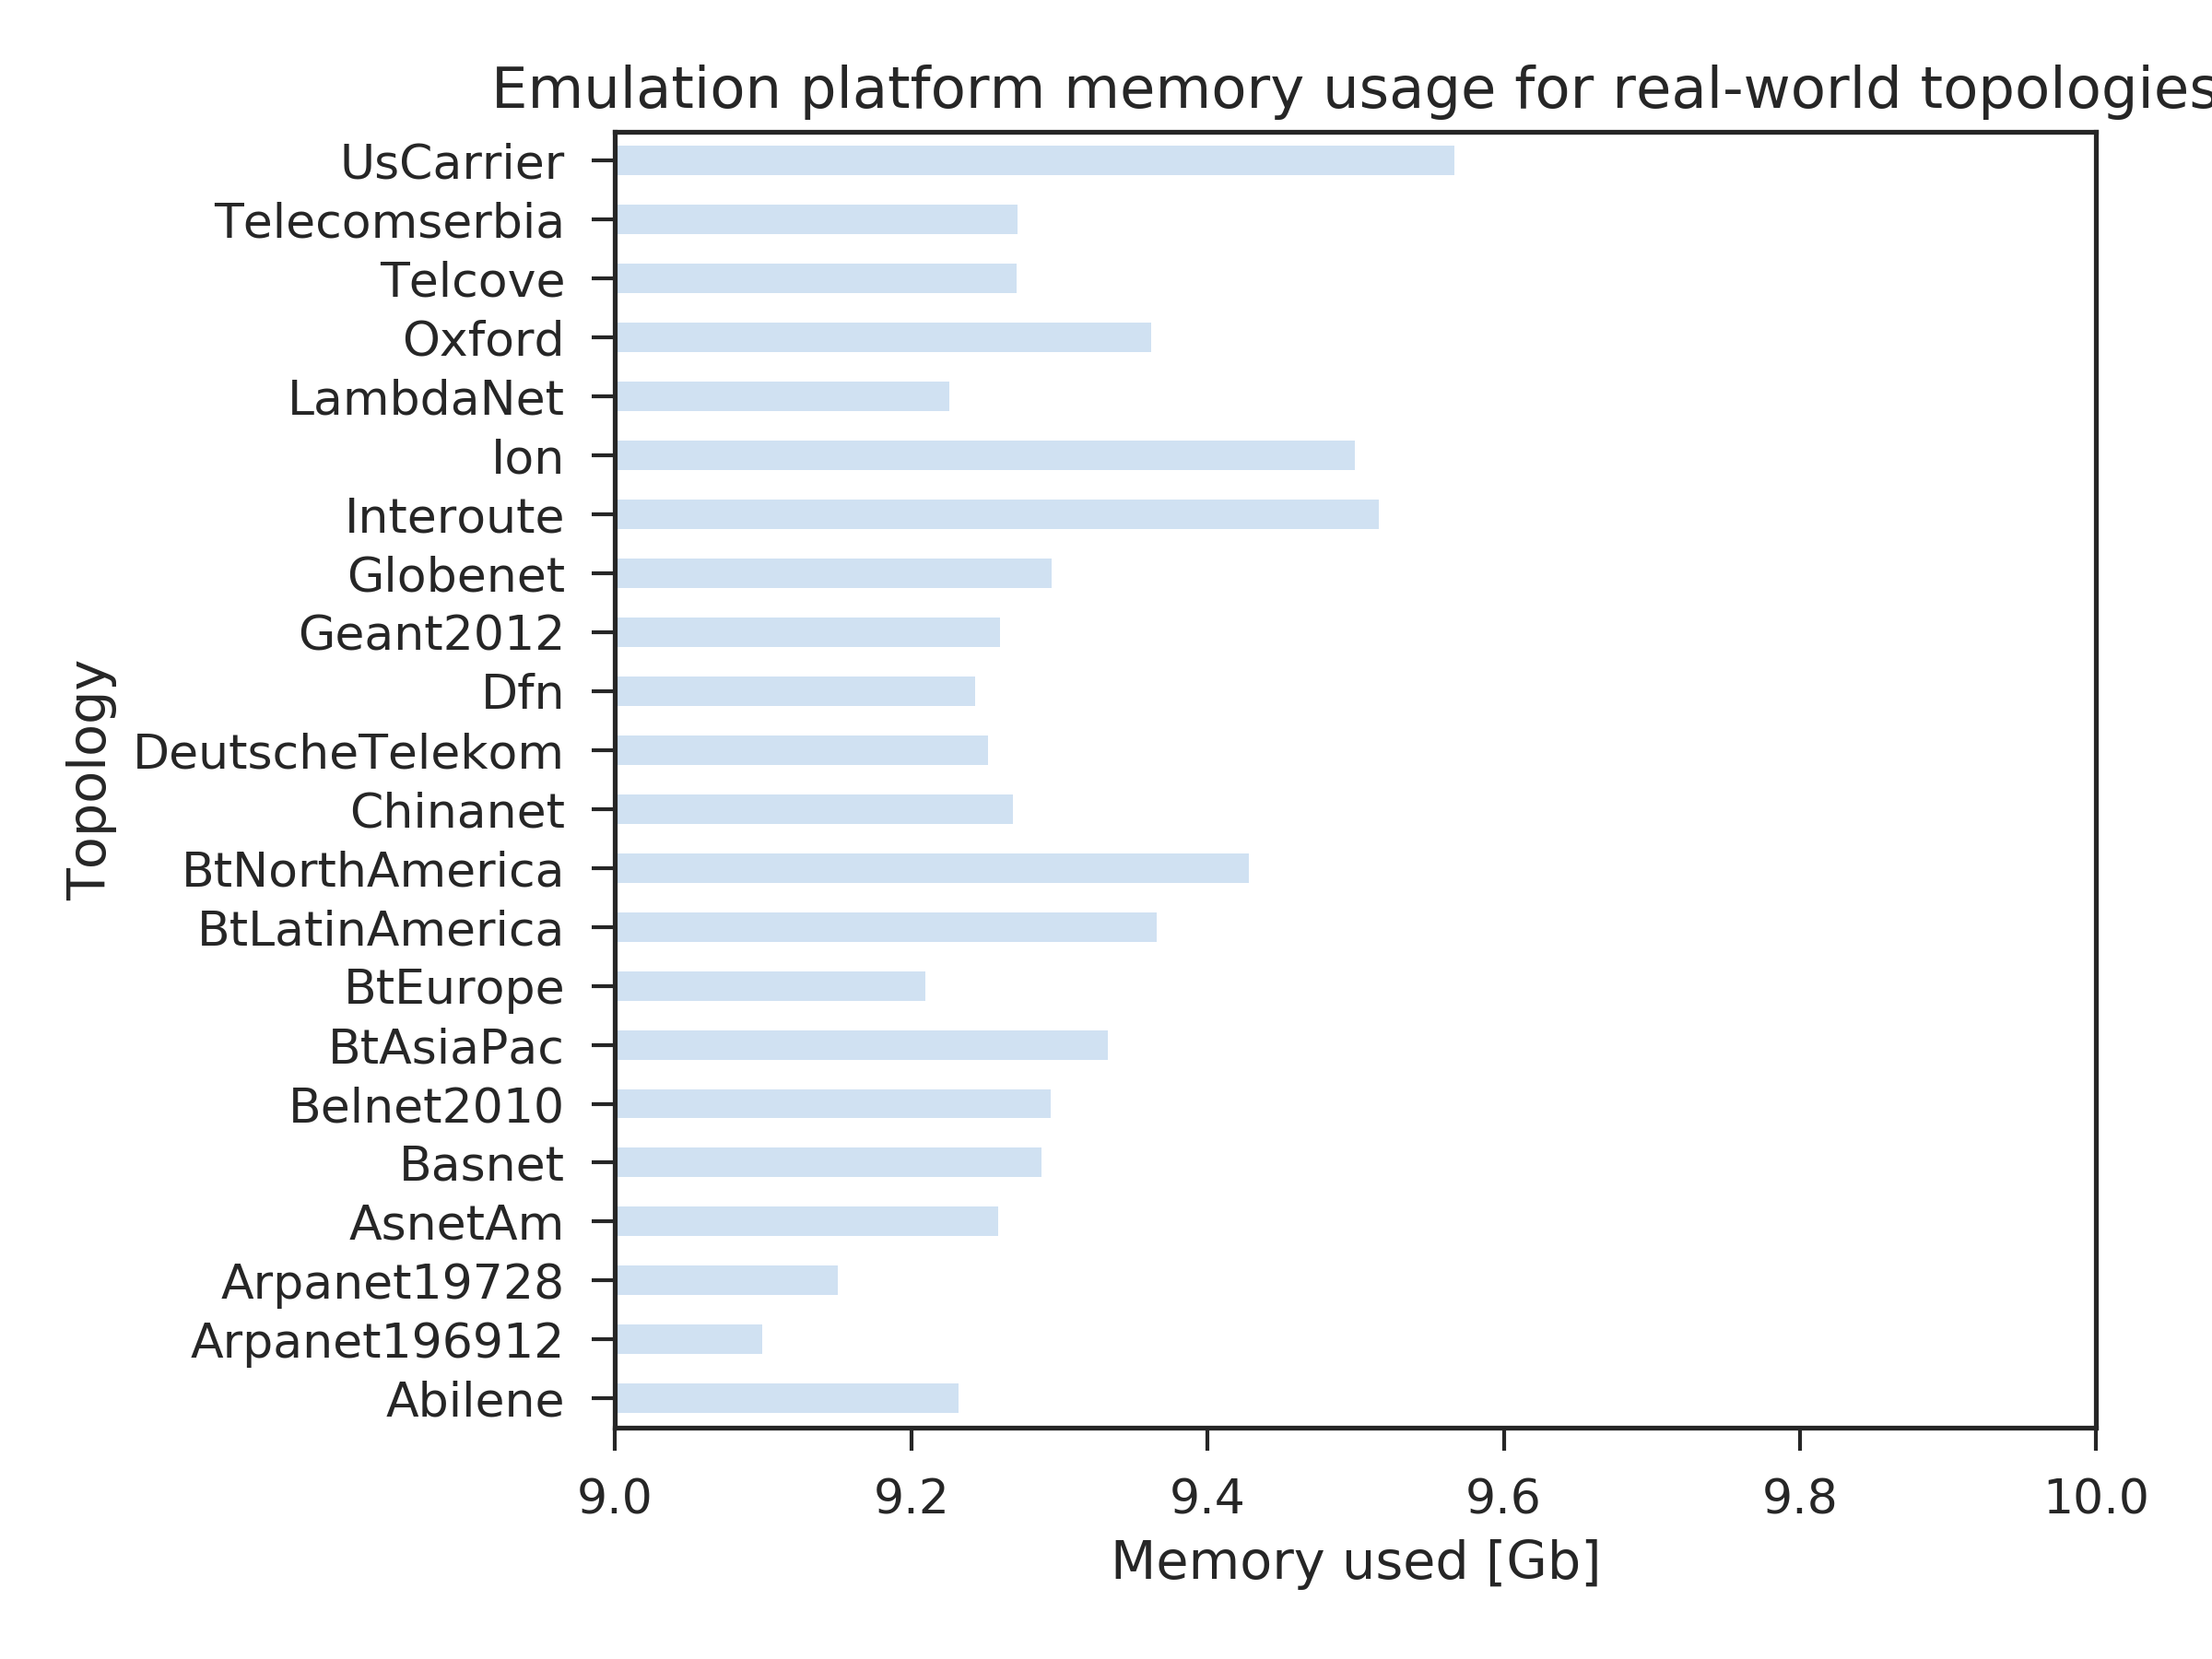 Emulation platform memory usage for real-world topologies
UsCarrier
Telecomserbia
Telcove
Oxford
LambdaNet
Ion
Interoute
Globenet
Geant2012
Dfn
DeutscheTelekom
Chinanet
BtNorthAmerica
BtLatinAmerica
BtEurope
BtAsiaPac
Belnet2010
Basnet
AsnetAm
Arpanet19728
Arpanet196912
Abilene
Topology
9.0 9.2 9.4 9.6 9.8 10.0
Memory used [Gb]